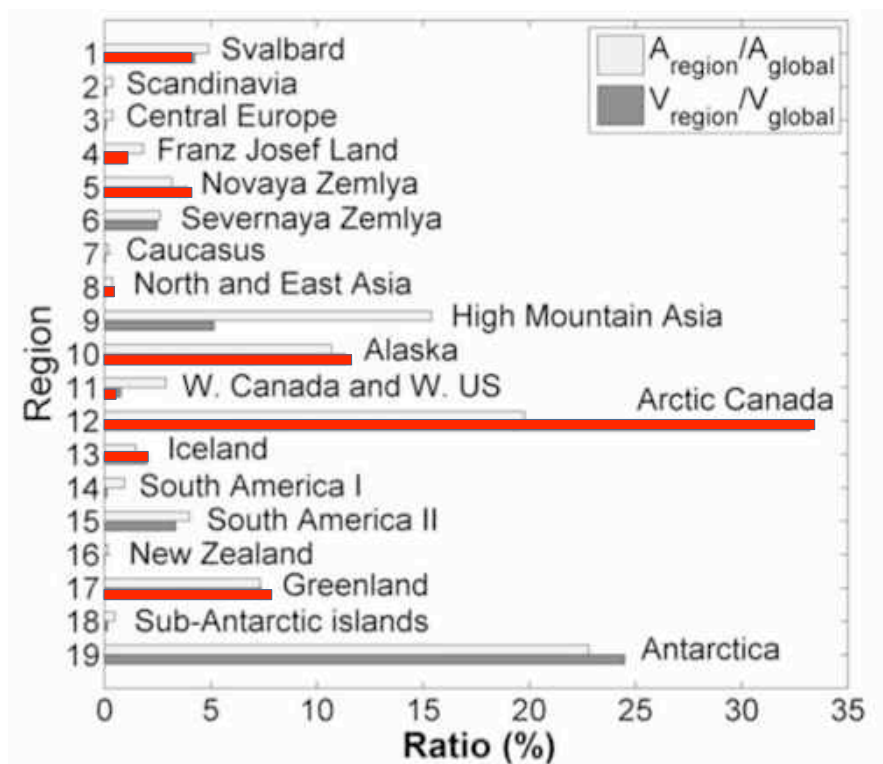 A_region/A_global
V_region/V_global
1 Svalbard
2 Scandinavia
3 Central Europe
4 Franz Josef Land
5 Novaya Zemlya
6 Severnaya Zemlya
7 Caucasus
8 North and East Asia
9 High Mountain Asia
10 Alaska
11 W. Canada and W. US
12 Arctic Canada
13 Iceland
14 South America I
15 South America II
16 New Zealand
17 Greenland
18 Sub-Antarctic islands
19 Antarctica
Region
0 5 10 15 20 25 30 35
Ratio (%)